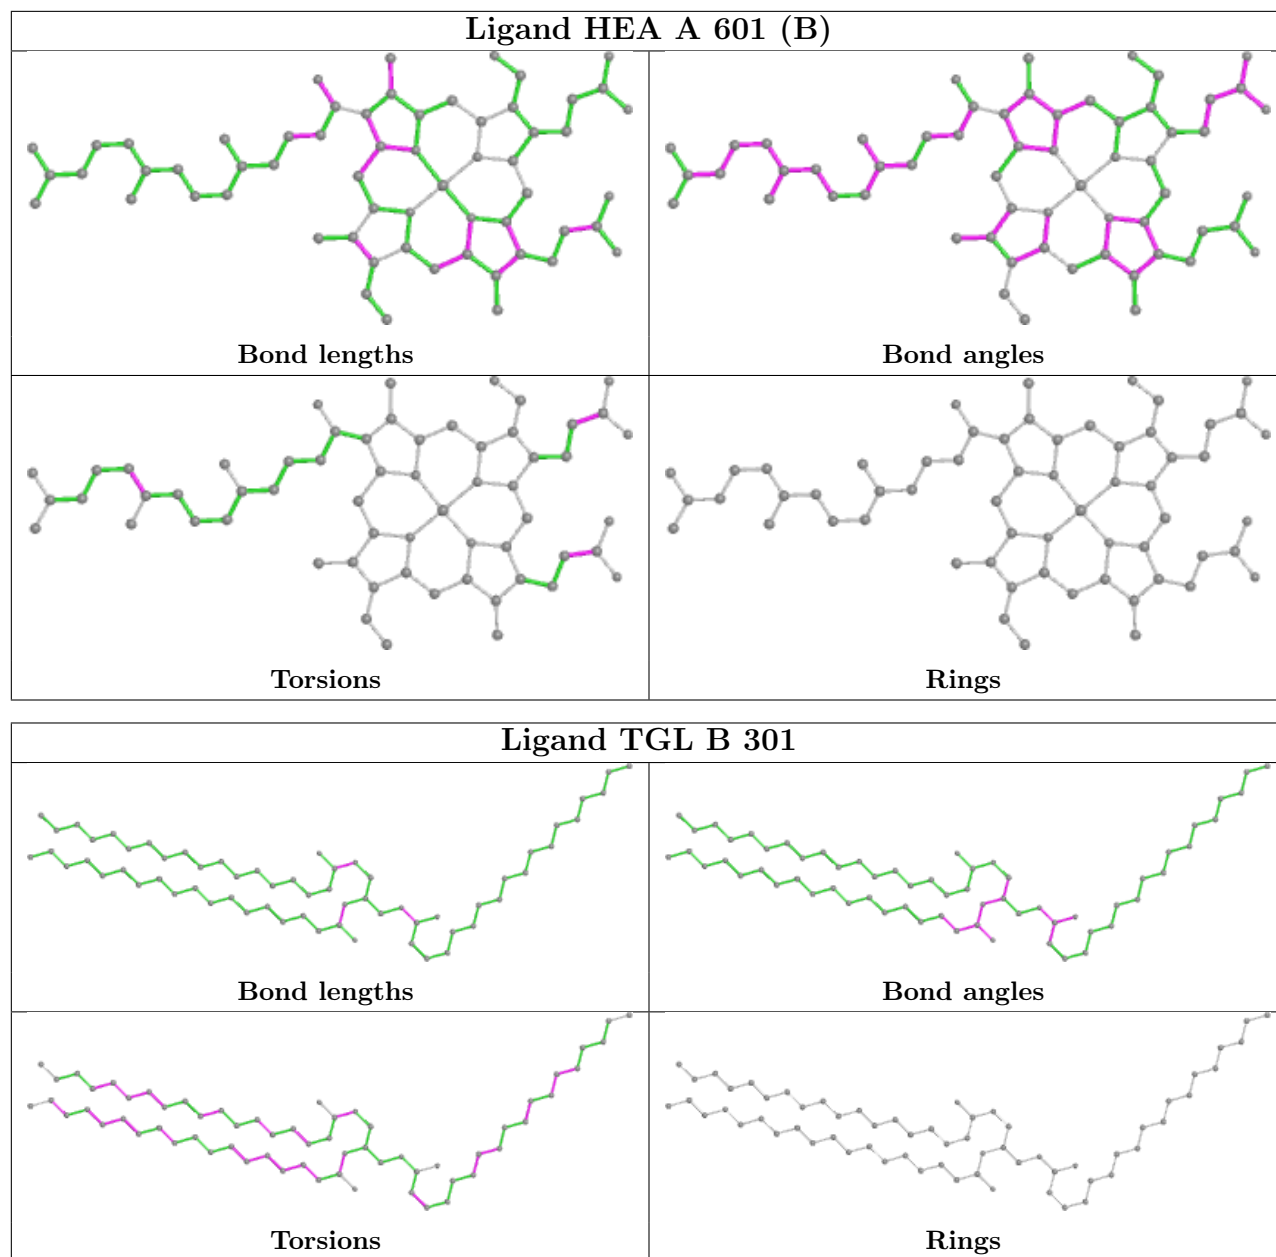 Ligand HEA A 601 (B)
Bond lengths
Bond angles
Torsions
Rings
Ligand TGL B 301
Bond lengths
Bond angles
Torsions
Rings